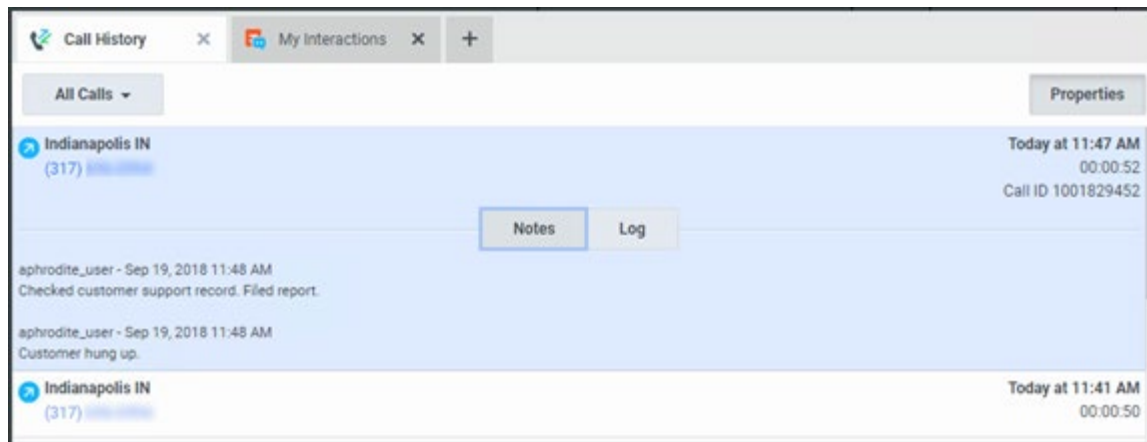 Call History
My Interactions
All Calls
Properties
Indianapolis IN
Today at 11:47 AM
(317)
00:00:52
Call ID 1001829452
Notes
Log
aphrodite_user - Sep 19, 2018 11:48 AM
Checked customer support record. Filed report.
aphrodite_user - Sep 19, 2018 11:48 AM
Customer hung up.
Indianapolis IN
Today at 11:41 AM
(317)
00:00:50